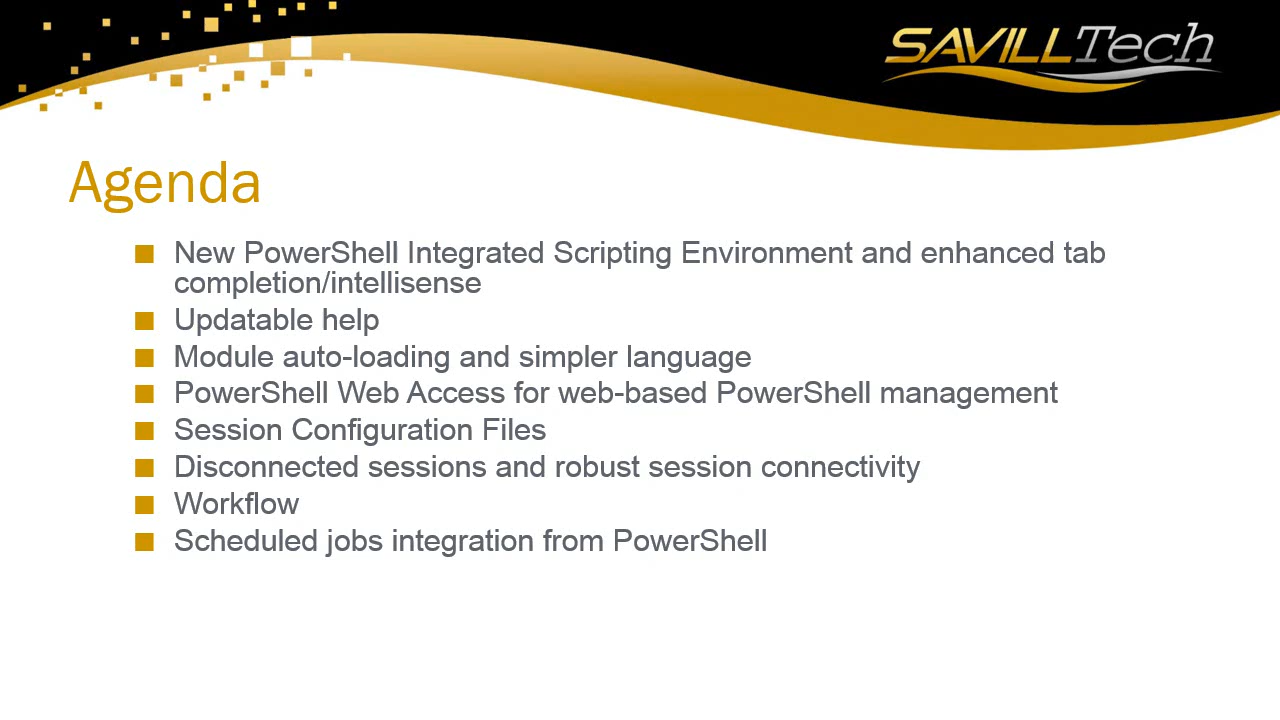 SAVILLTech
Agenda
New PowerShell Integrated Scripting Environment and enhanced tab
completion/intellisense
Updatable help
Module auto-loading and simpler language
PowerShell Web Access for web-based PowerShell management
Session Configuration Files
Disconnected sessions and robust session connectivity
Workflow
Scheduled jobs integration from PowerShell